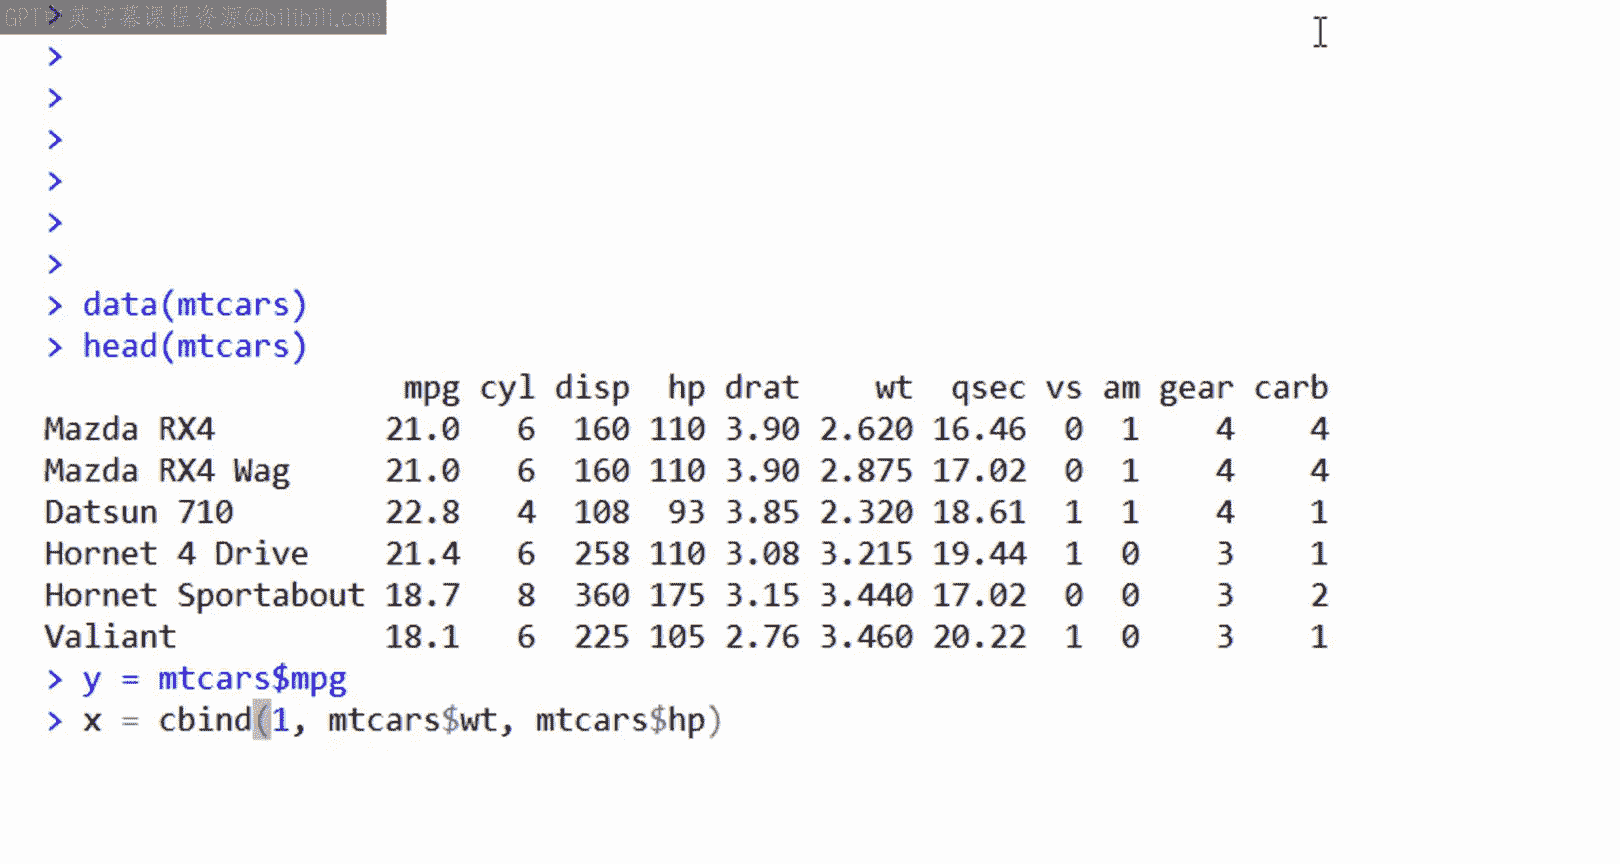 GPT中英字幕课程资源@bilibili.com
>
>
>
>
>
>
>
> data(mtcars)
> head(mtcars)
mpg cyl disp hp drat wt qsec vs am gear carb
Mazda RX4 21.0 6 160 110 3.90 2.620 16.46 0 1 4 4
Mazda RX4 Wag 21.0 6 160 110 3.90 2.875 17.02 0 1 4 4
Datsun 710 22.8 4 108 93 3.85 2.320 18.61 1 1 4 1
Hornet 4 Drive 21.4 6 258 110 3.08 3.215 19.44 1 0 3 1
Hornet Sportabout 18.7 8 360 175 3.15 3.440 17.02 0 0 3 2
Valiant 18.1 6 225 105 2.76 3.460 20.22 1 0 3 1
> y = mtcars$mpg
> x = cbind(1, mtcars$wt, mtcars$hp)